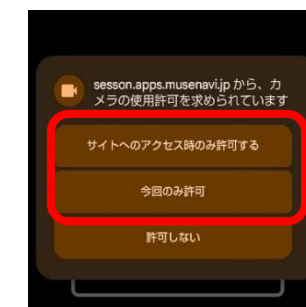 sesson.apps.musenavi.jp から、カ
メラの使用許可を求められています
サイトへのアクセス時のみ許可する
今回のみ許可
許可しない